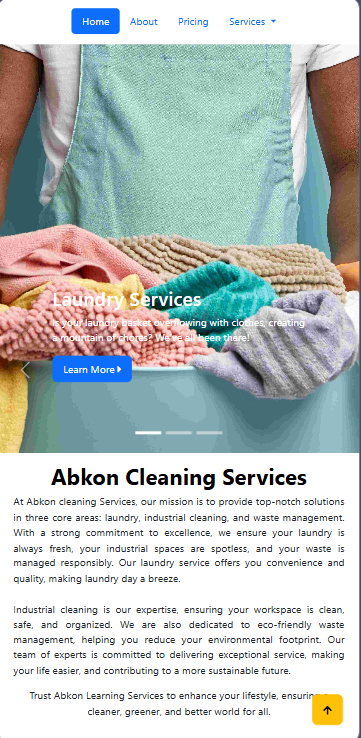 Home About Pricing Services
Laundry Services
Is your laundry basket overflowing with clothes, creating
a mountain of chores? We've all been there!
Learn More
Abkon Cleaning Services
At Abkon cleaning Services, our mission is to provide top-notch solutions
in three core areas: laundry, industrial cleaning, and waste management.
With a strong commitment to excellence, we ensure your laundry is
always fresh, your industrial spaces are spotless, and your waste is
managed responsibly. Our laundry service offers you convenience and
quality, making laundry day a breeze.
Industrial cleaning is our expertise, ensuring your workspace is clean,
safe, and organized. We are also dedicated to eco-friendly waste
management, helping you reduce your environmental footprint. Our
team of experts is committed to delivering exceptional service, making
your life easier, and contributing to a more sustainable future.
Trust Abkon Learning Services to enhance your lifestyle, ensuring
cleaner, greener, and better world for all.